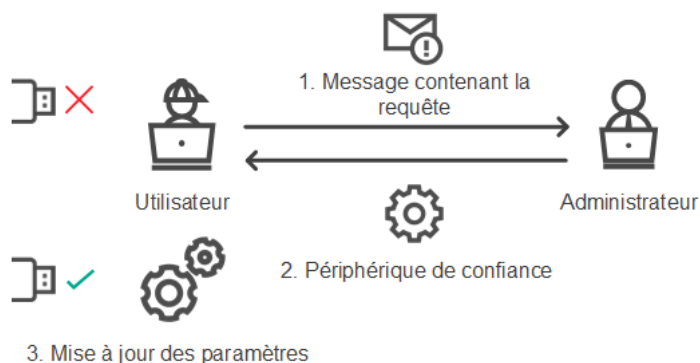 1. Message contenant la
requête
Utilisateur
Administrateur
2. Périphérique de confiance
3. Mise à jour des paramètres